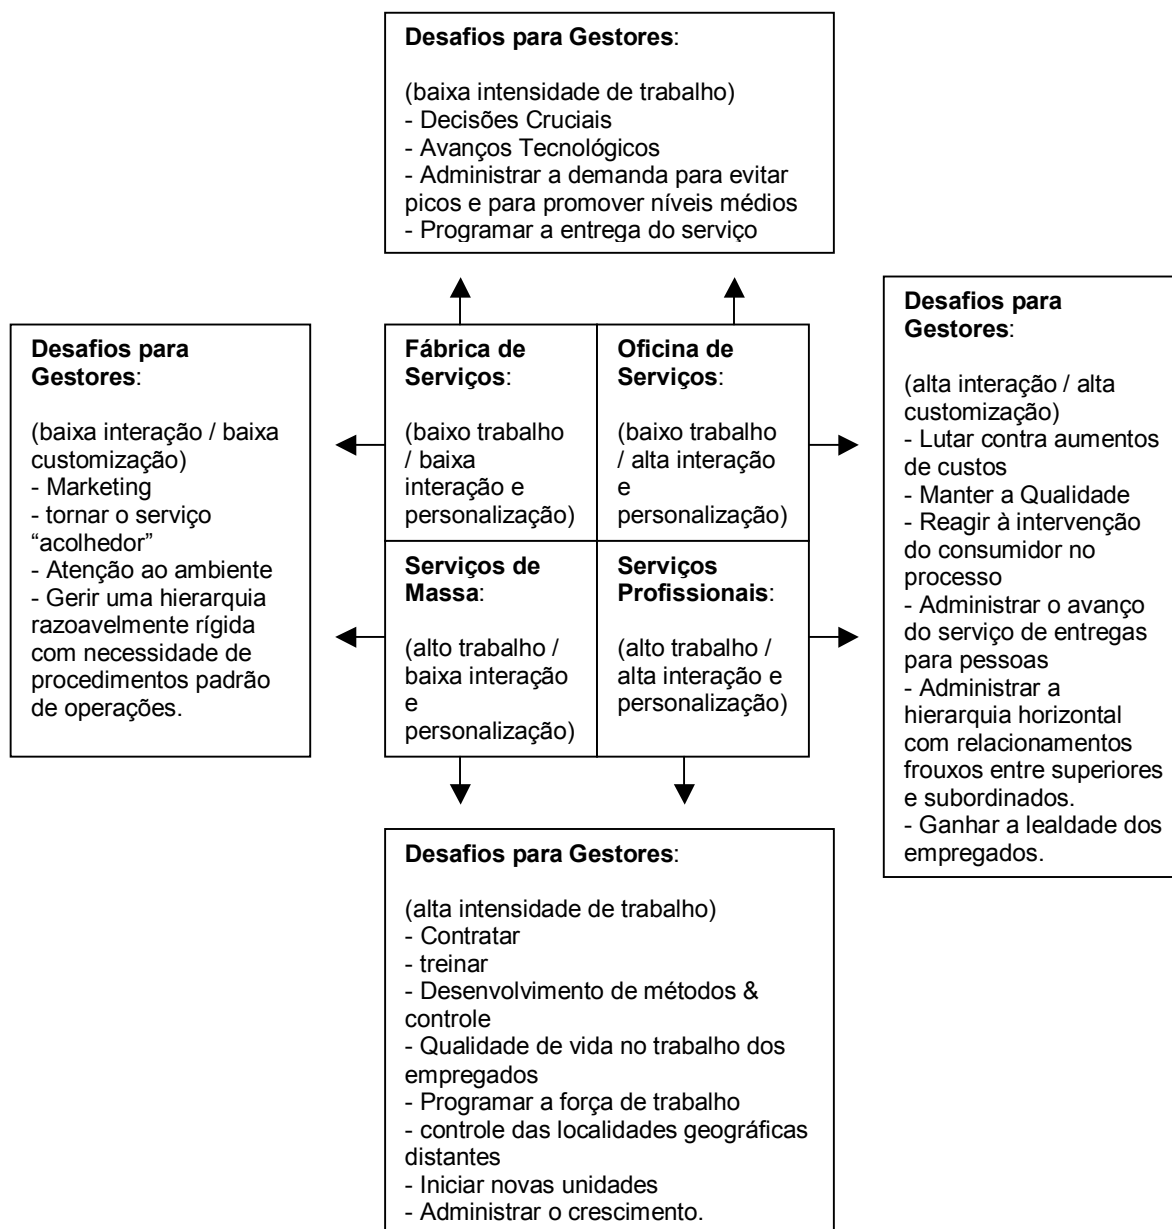 Desafios para Gestores:
(baixa intensidade de trabalho)
- Decisões Cruciais
- Avanços Tecnológicos
- Administrar a demanda para evitar
picos e para promover níveis médios
- Programar a entrega do serviço
Desafios para
Gestores:
(baixa interação / baixa
customização)
- Marketing
- tornar o serviço
“acolhedor”
- Atenção ao ambiente
- Gerir uma hierarquia
razoavelmente rígida
com necessidade de
procedimentos padrão
de operações.
Fábrica de
Serviços:
(baixo trabalho
/ baixa
interação e
personalização)
Oficina de
Serviços:
(baixo trabalho
/ alta interação
e
personalização)
Serviços de
Massa:
(alto trabalho /
baixa interação
e
personalização)
Serviços
Profissionais:
(alto trabalho /
alta interação e
personalização)
Desafios para
Gestores:
(alta interação / alta
customização)
- Lutar contra aumentos
de custos
- Manter a Qualidade
- Reagir à intervenção
do consumidor no
processo
- Administrar o avanço
do serviço de entregas
para pessoas
- Administrar a
hierarquia horizontal
com relacionamentos
frouxos entre superiores
e subordinados.
- Ganhar a lealdade dos
empregados.
Desafios para Gestores:
(alta intensidade de trabalho)
- Contratar
- treinar
- Desenvolvimento de métodos &
controle
- Qualidade de vida no trabalho dos
empregados
- Programar a força de trabalho
- controle das localidades geográficas
distantes
- Iniciar novas unidades
- Administrar o crescimento.